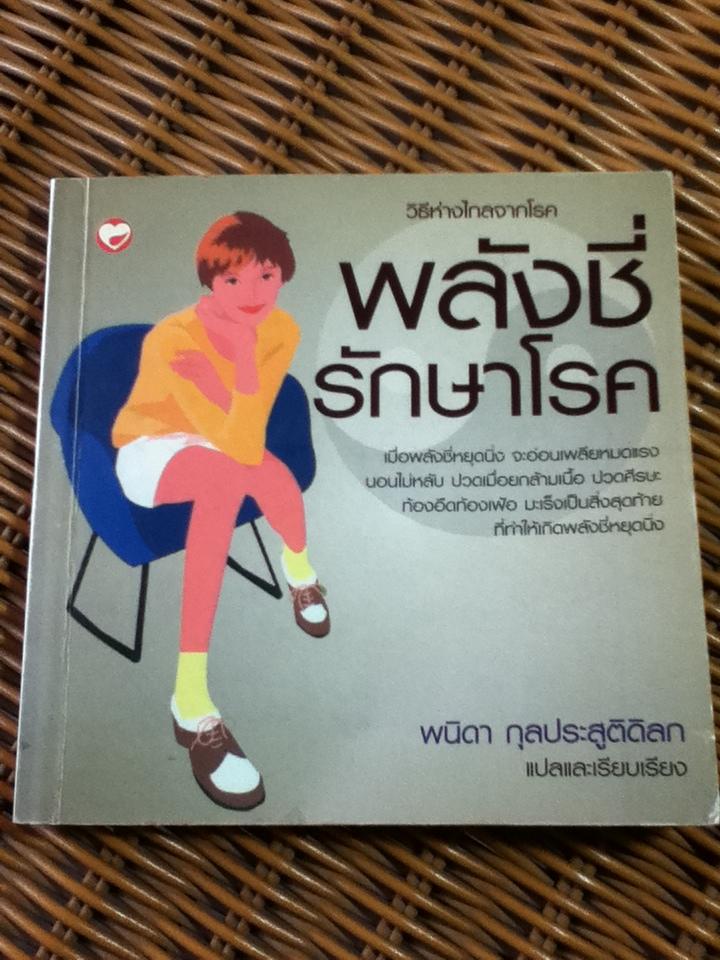 วิธีห่างไกลจากโรค
พลังชี่
รักษาโรค
เมื่อพลังชี่หยุดนิ่ง จะอ่อนเพลียหมดแรง
นอนไม่หลับ ปวดเมื่อยกล้ามเนื้อ ปวดศีรษะ
ท้องอืดท้องเฟ้อ มะเร็งเป็นสิ่งสุดท้าย
ที่ทำให้เกิดพลังชี่หยุดนิ่ง
พนิดา กุลประสูติดิลก
แปลและเรียบเรียง